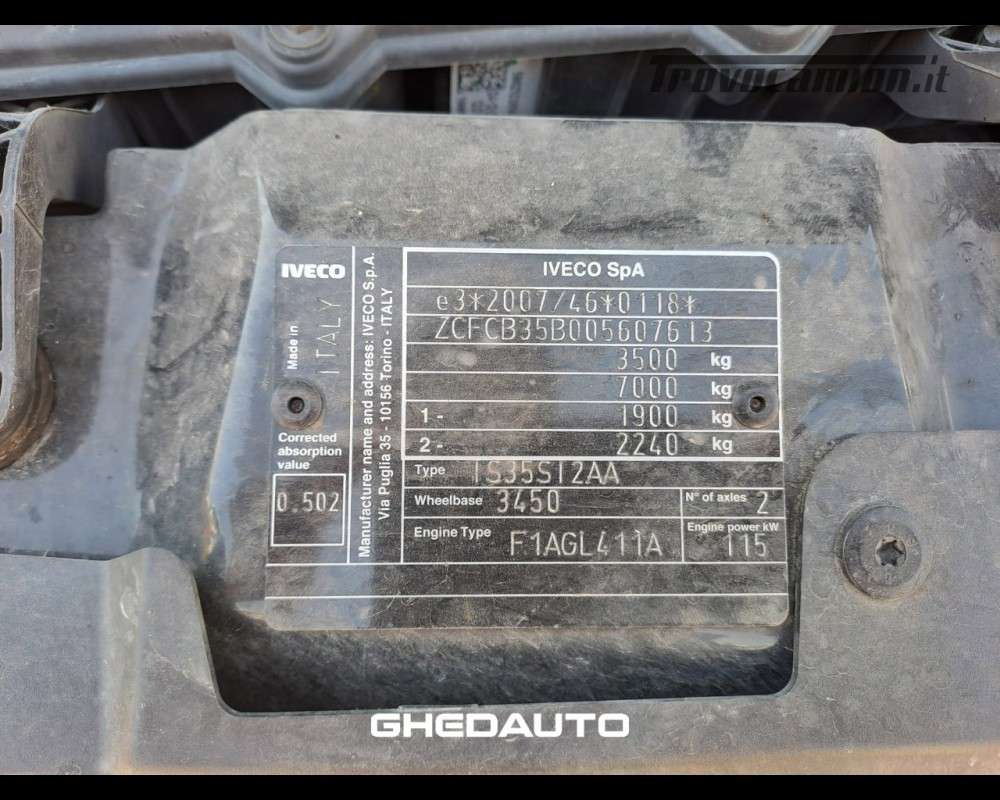 Trovocamion.it
IVECO
Made in
ITALY
Manufacturer name and address: IVECO S.p.A.
Via Puglia 35 - 10156 Torino - ITALY
Corrected
absorption
value
0.502
IVECO SpA
e3*2007/46*0118*
ZCFCB35B005607613
3500 kg
7000 kg
1- 1900 kg
2- 2240 kg
Type IS35SI2AA
Wheelbase 3450
N° of axles 2
Engine Type F1AGL411A
Engine power kW
115
GHEDAUTO